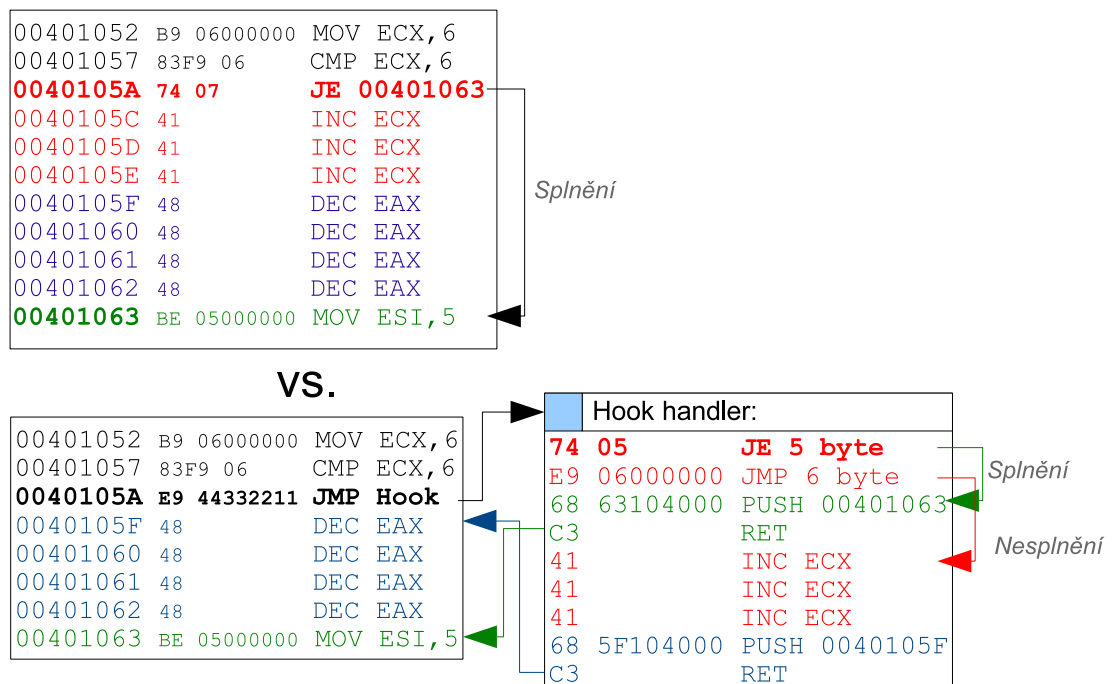 00401052 B9 06000000 MOV ECX,6
00401057 83F9 06 CMP ECX,6
0040105A 74 07 JE 00401063
0040105C 41 INC ECX
0040105D 41 INC ECX
0040105E 41 INC ECX
0040105F 48 DEC EAX
00401060 48 DEC EAX
00401061 48 DEC EAX
00401062 48 DEC EAX
00401063 BE 05000000 MOV ESI,5
Splnění
vs.
00401052 B9 06000000 MOV ECX,6
00401057 83F9 06 CMP ECX,6
0040105A E9 44332211 JMP Hook
0040105F 48 DEC EAX
00401060 48 DEC EAX
00401061 48 DEC EAX
00401062 48 DEC EAX
00401063 BE 05000000 MOV ESI,5
Hook handler:
74 05 JE 5 byte
E9 06000000 JMP 6 byte
68 63104000 PUSH 00401063
C3 RET
41 INC ECX
41 INC ECX
41 INC ECX
68 5F104000 PUSH 0040105F
C3 RET
Splnění
Nesplnění